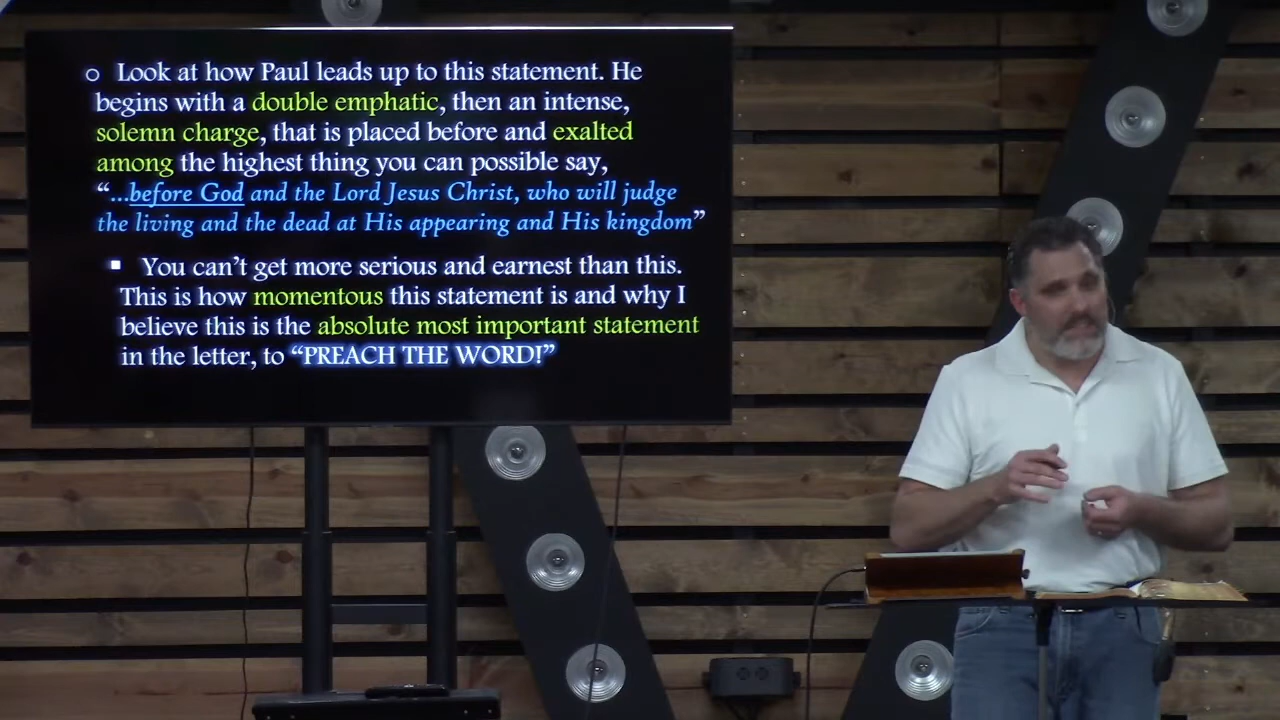 ○ Look at how Paul leads up to this statement. He
begins with a double emphatic, then an intense,
solemn charge, that is placed before and exalted
among the highest thing you can possible say,
“...before God and the Lord Jesus Christ, who will judge
the living and the dead at His appearing and His kingdom”
▪ You can’t get more serious and earnest than this.
This is how momentous this statement is and why I
believe this is the absolute most important statement
in the letter, to “PREACH THE WORD!”